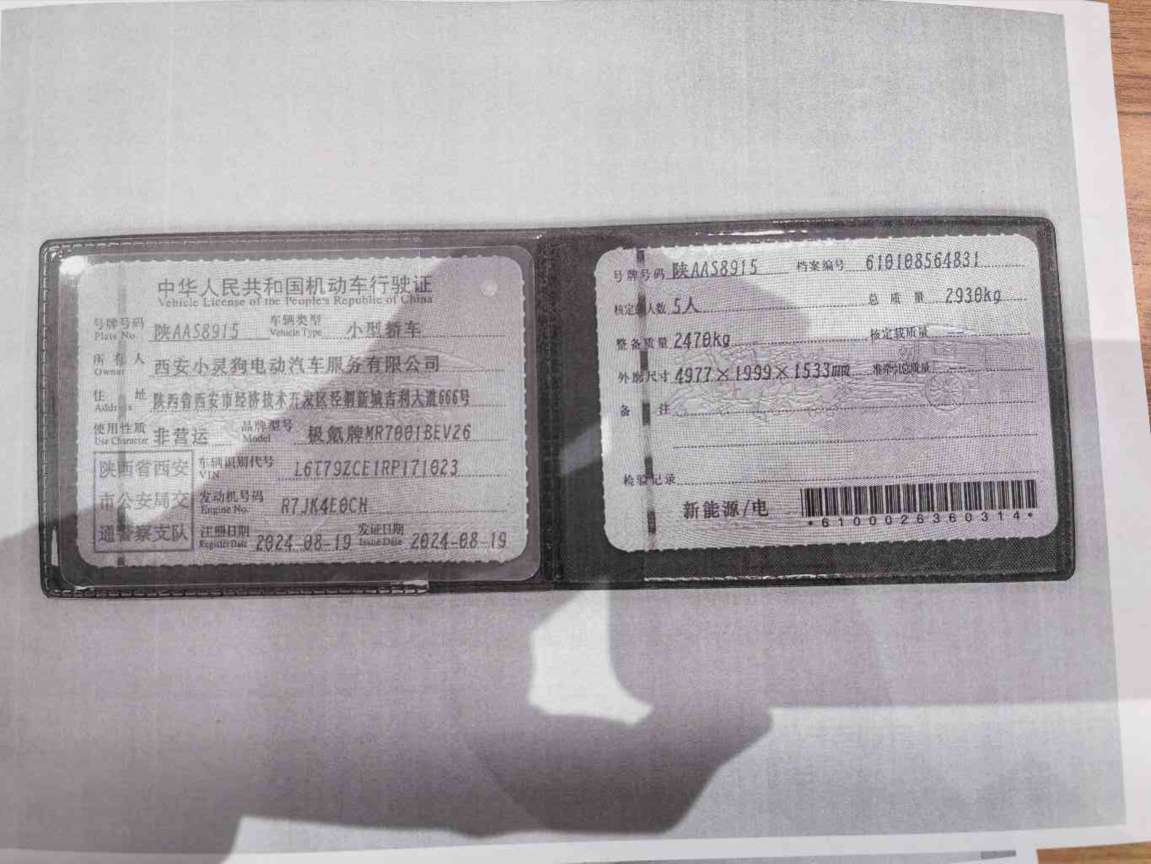 中华人民共和国机动车行驶证
Vehicle License of the People's Republic of China
号牌号码 陕AAS8915 车辆类型 小型轿车
Plate No. Vehicle Type
所有人 西安小灵狗电动汽车服务有限公司
Owner
住址 陕西省西安市经济技术开发区泾渭新城吉利大道666号
Address
使用性质 非营运 品牌型号 极氪牌MR7001BEV26
Use Character Model
陕西省西安
市公安局交
通警察支队
车辆识别代号 L6T79ZCE1RP171023
VIN
发动机号码 R7JK4E0CH
Engine No.
注册日期 2024-08-19 发证日期 2024-08-19
Register Date Issue Date
号牌号码 陕AAS8915 档案编号 610108564831
核定载人数 5人 总质量 2930kg
整备质量 2470kg 核定载质量 --
外廓尺寸 4977×1999×1533mm 准牵引总质量 --
备注
检验记录
新能源/电
*6100026360314*